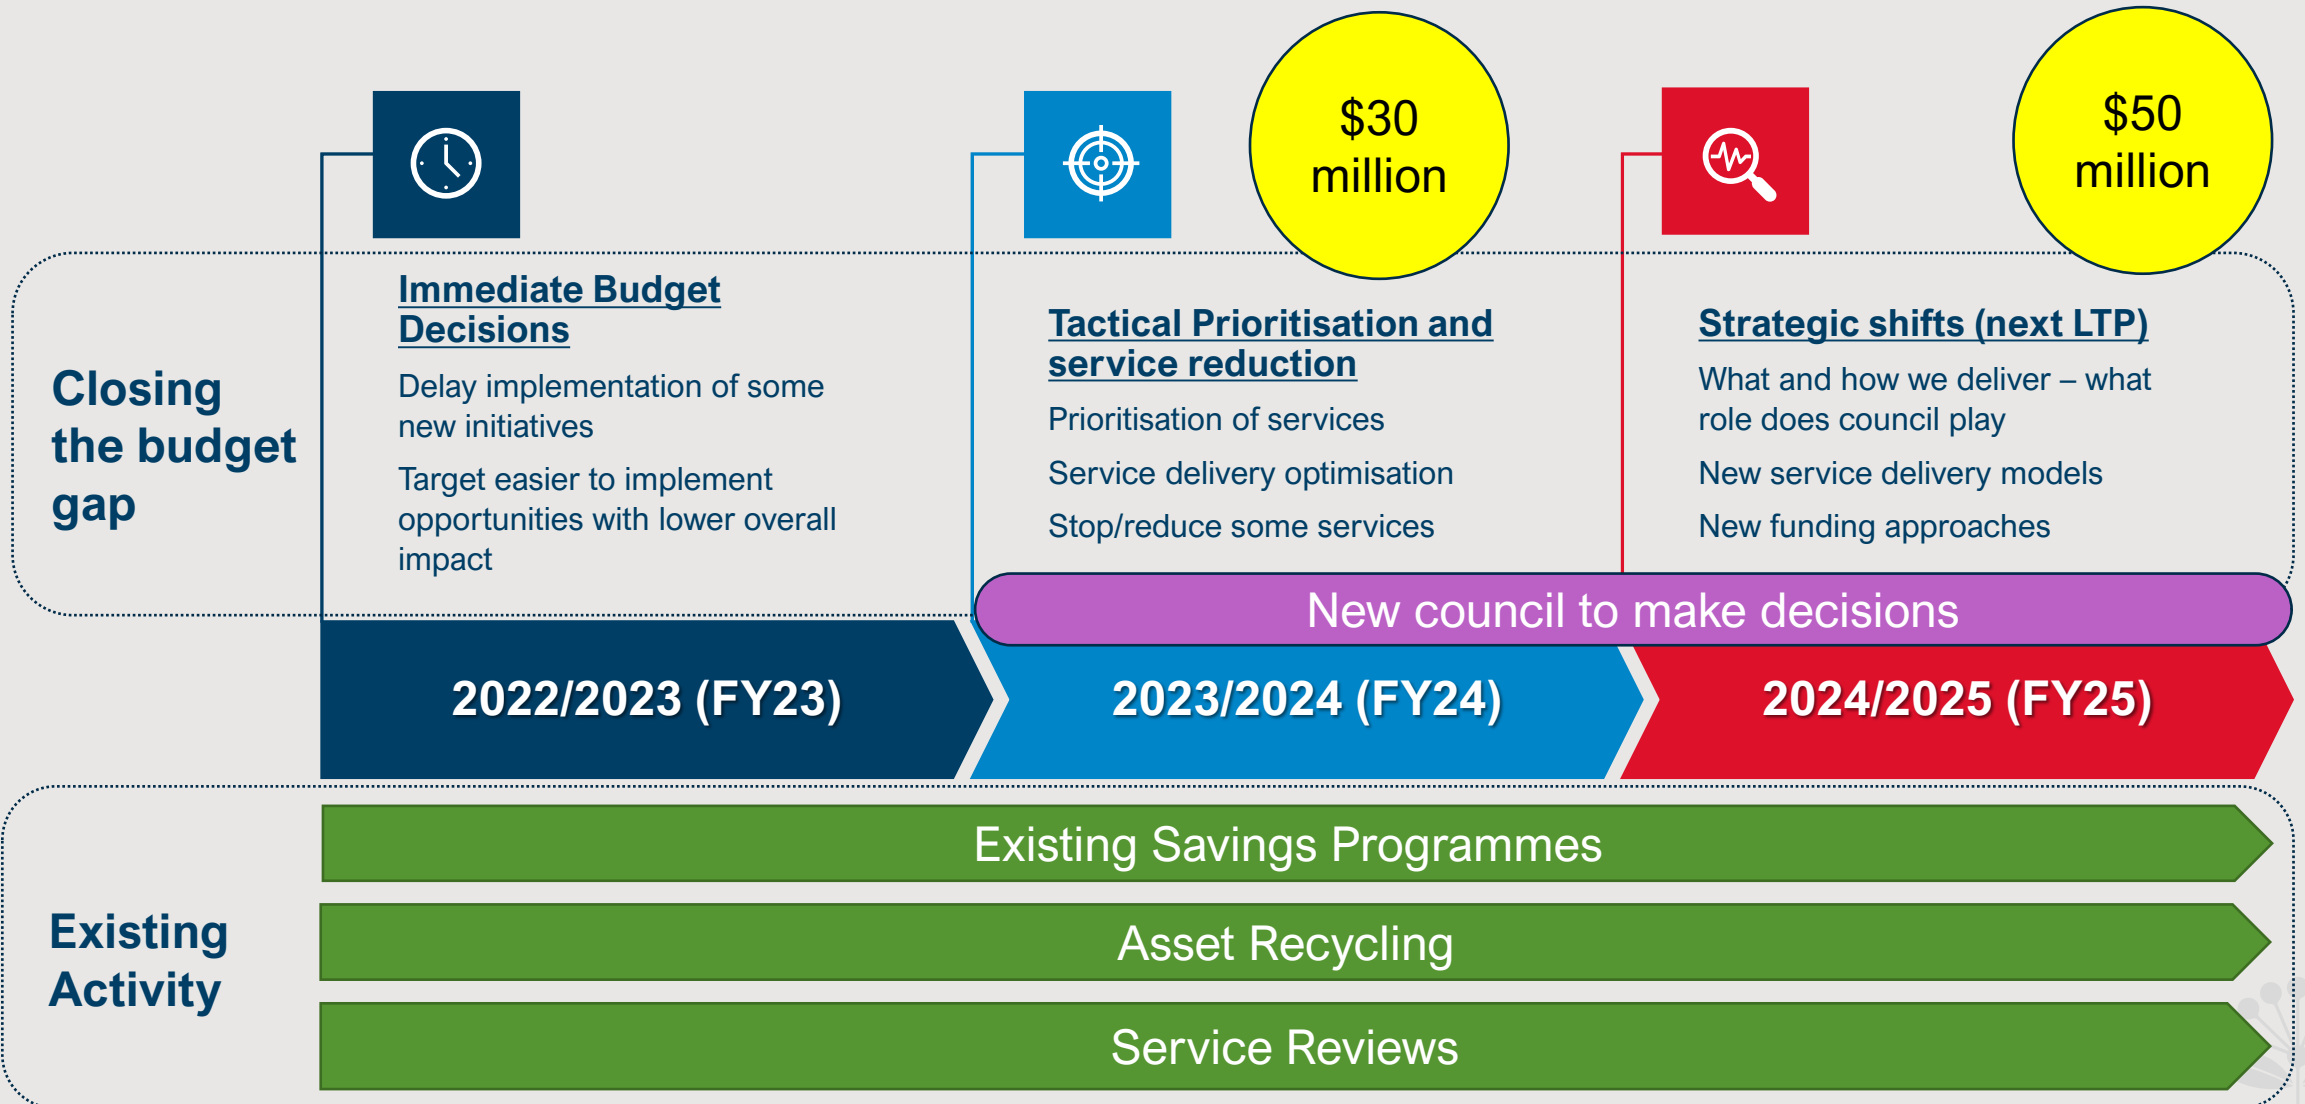 $30
million
$50
million
Closing
the budget
gap
Immediate Budget
Decisions
Delay implementation of some
new initiatives
Target easier to implement
opportunities with lower overall
impact
Tactical Prioritisation and
service reduction
Prioritisation of services
Service delivery optimisation
Stop/reduce some services
Strategic shifts (next LTP)
What and how we deliver – what
role does council play
New service delivery models
New funding approaches
New council to make decisions
2022/2023 (FY23)
2023/2024 (FY24)
2024/2025 (FY25)
Existing
Activity
Existing Savings Programmes
Asset Recycling
Service Reviews